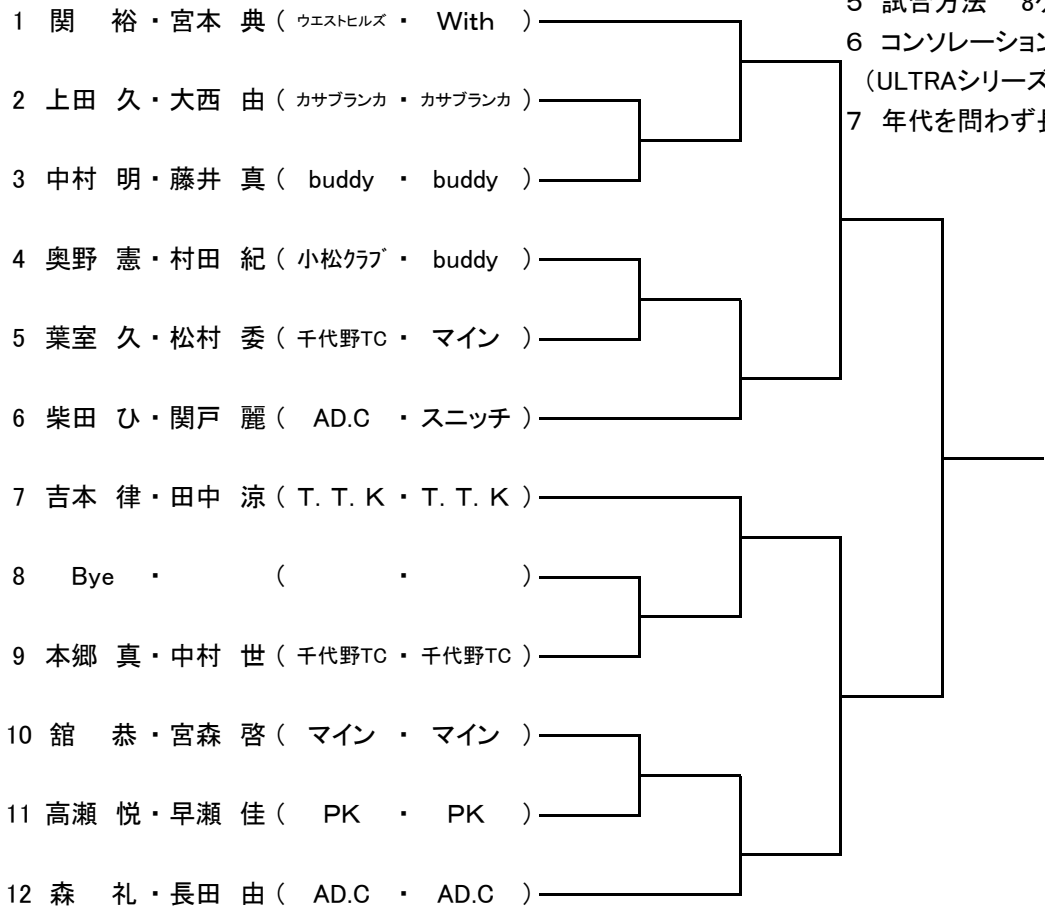 5 試合方法 8
6 コンソレーション
(ULTRAシリーズ
7 年代を問わず
1 関 裕・宮本 典 ( ウエストヒルズ ・ With )
2 上田 久・大西 由 ( カサブランカ ・ カサブランカ )
3 中村 明・藤井 真 ( buddy ・ buddy )
4 奥野 憲・村田 紀 ( 小松クラブ ・ buddy )
5 葉室 久・松村 委 ( 千代野TC ・ マイン )
6 柴田 ひ・関戸 麗 ( AD.C ・ スニッチ )
7 吉本 律・田中 涼 ( T. T. K ・ T. T. K )
8 Bye ・ ( ・ )
9 本郷 真・中村 世 ( 千代野TC ・ 千代野TC )
10 舘 恭・宮森 啓 ( マイン ・ マイン )
11 高瀬 悦・早瀬 佳 ( PK ・ PK )
12 森 礼・長田 由 ( AD.C ・ AD.C )